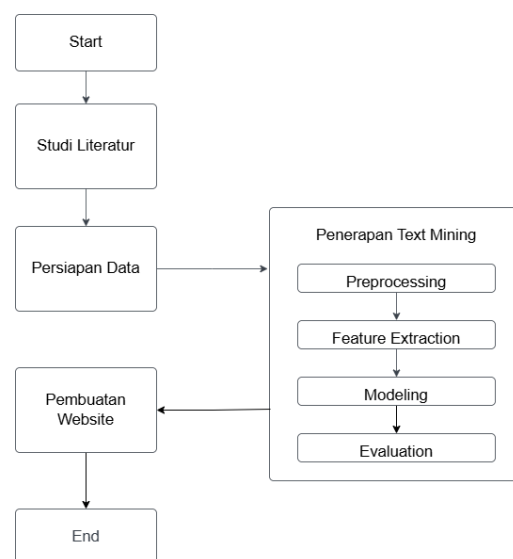 Start
Studi Literatur
Persiapan Data
Penerapan Text Mining
Preprocessing
Feature Extraction
Modeling
Evaluation
Pembuatan
Website
End